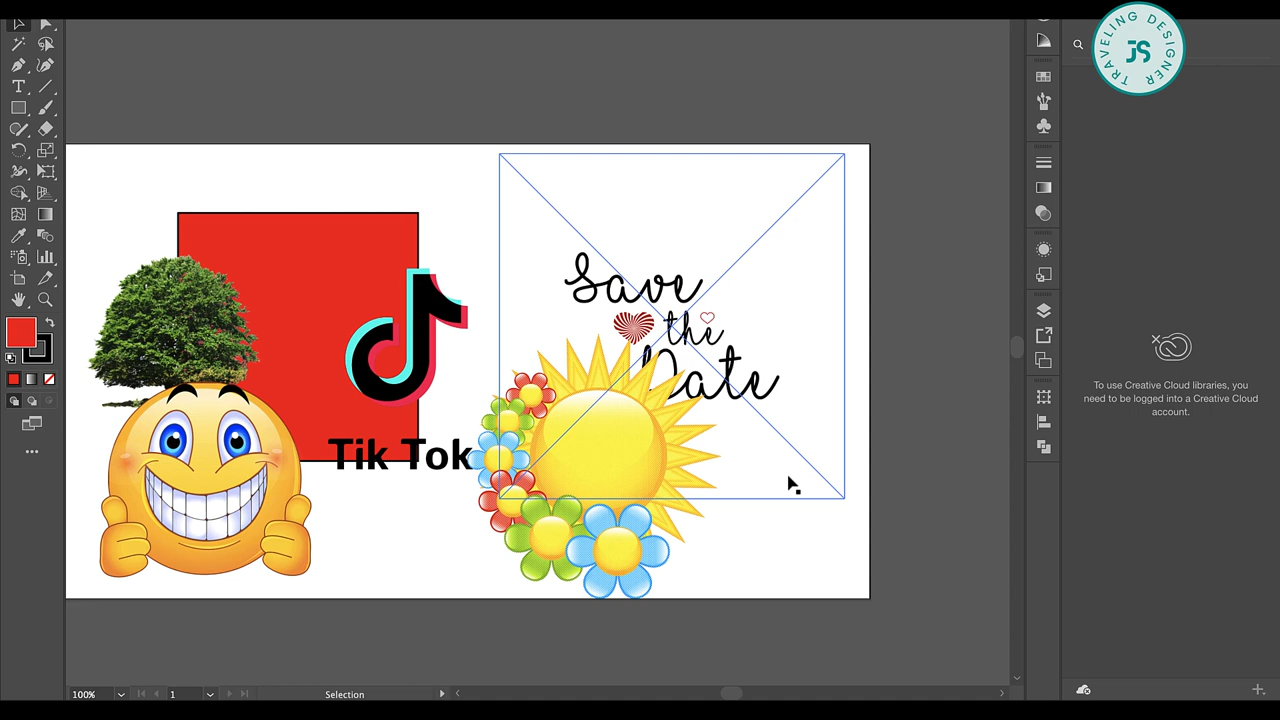 TRAVELING DESIGNER
JS
Save
the
Date
Tik Tok
To use Creative Cloud libraries, you
need to be logged into a Creative Cloud
account.
100%
1
Selection